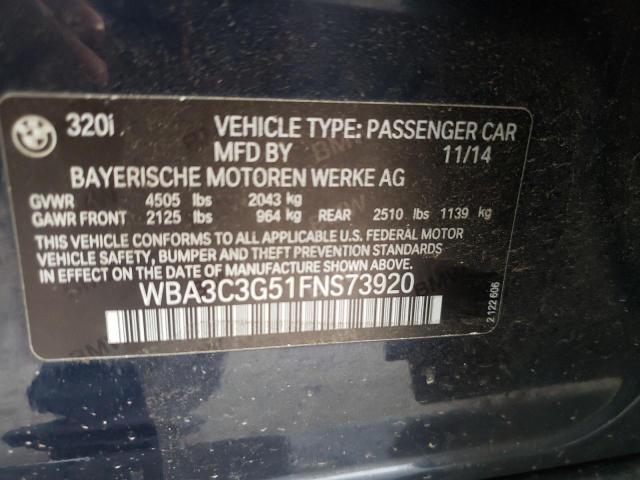 320i VEHICLE TYPE: PASSENGER CAR
MFD BY 11/14
BAYERISCHE MOTOREN WERKE AG
GVWR 4505 lbs 2043 kg
GAWR FRONT 2125 lbs 964 kg REAR 2510 lbs 1139 kg
THIS VEHICLE CONFORMS TO ALL APPLICABLE U.S. FEDERAL MOTOR
VEHICLE SAFETY, BUMPER AND THEFT PREVENTION STANDARDS
IN EFFECT ON THE DATE OF MANUFACTURE SHOWN ABOVE.
WBA3C3G51FNS73920
2 122 606